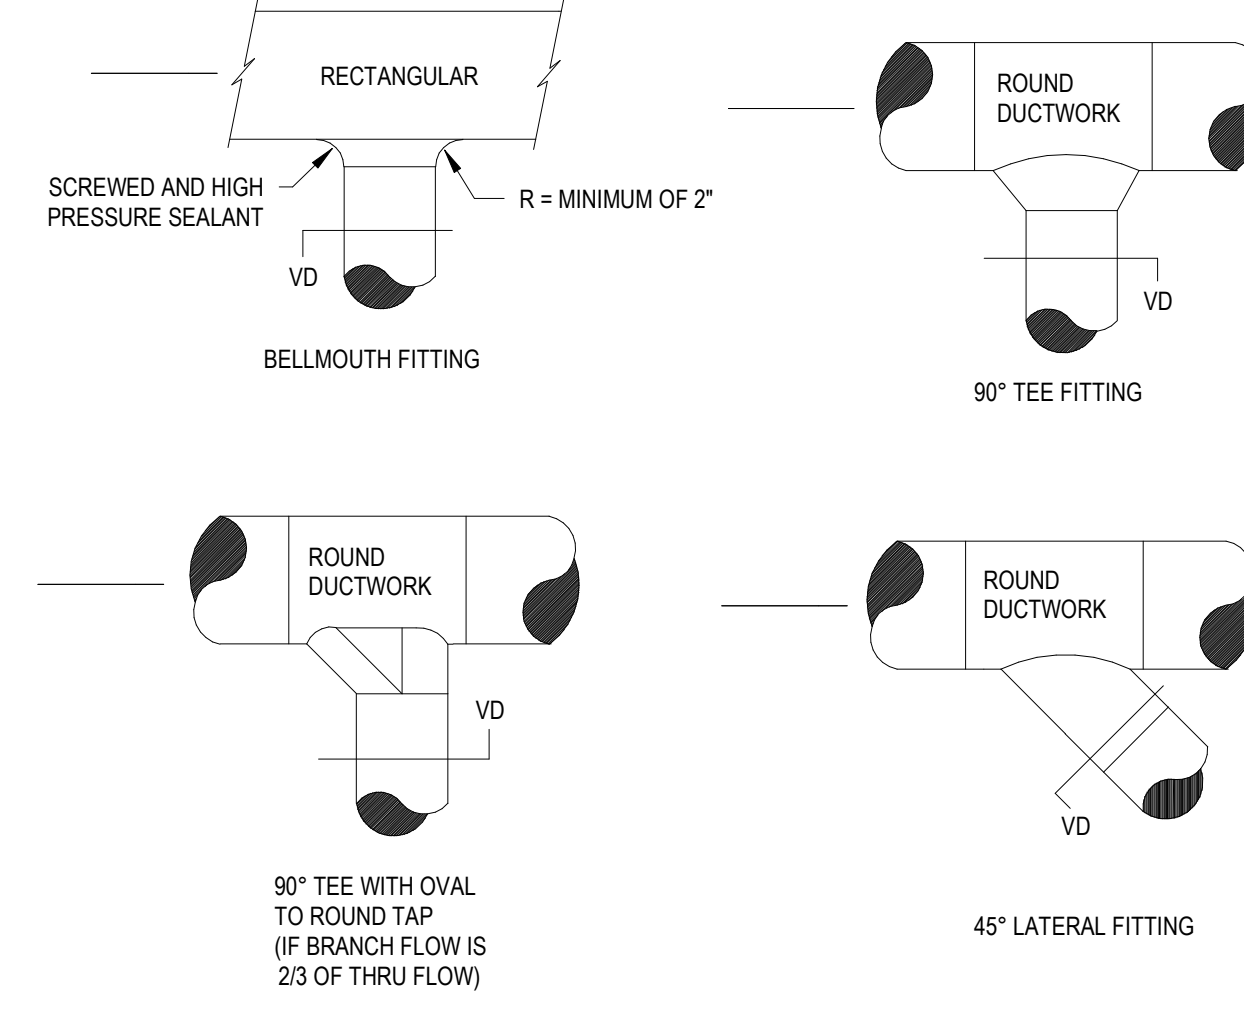 RECTANGULAR
SCREWED AND HIGH
PRESSURE SEALANT
R = MINIMUM OF 2"
VD
BELLMOUTH FITTING
ROUND
DUCTWORK
VD
90° TEE FITTING
ROUND
DUCTWORK
VD
90° TEE WITH OVAL
TO ROUND TAP
(IF BRANCH FLOW IS
2/3 OF THRU FLOW)
ROUND
DUCTWORK
VD
45° LATERAL FITTING